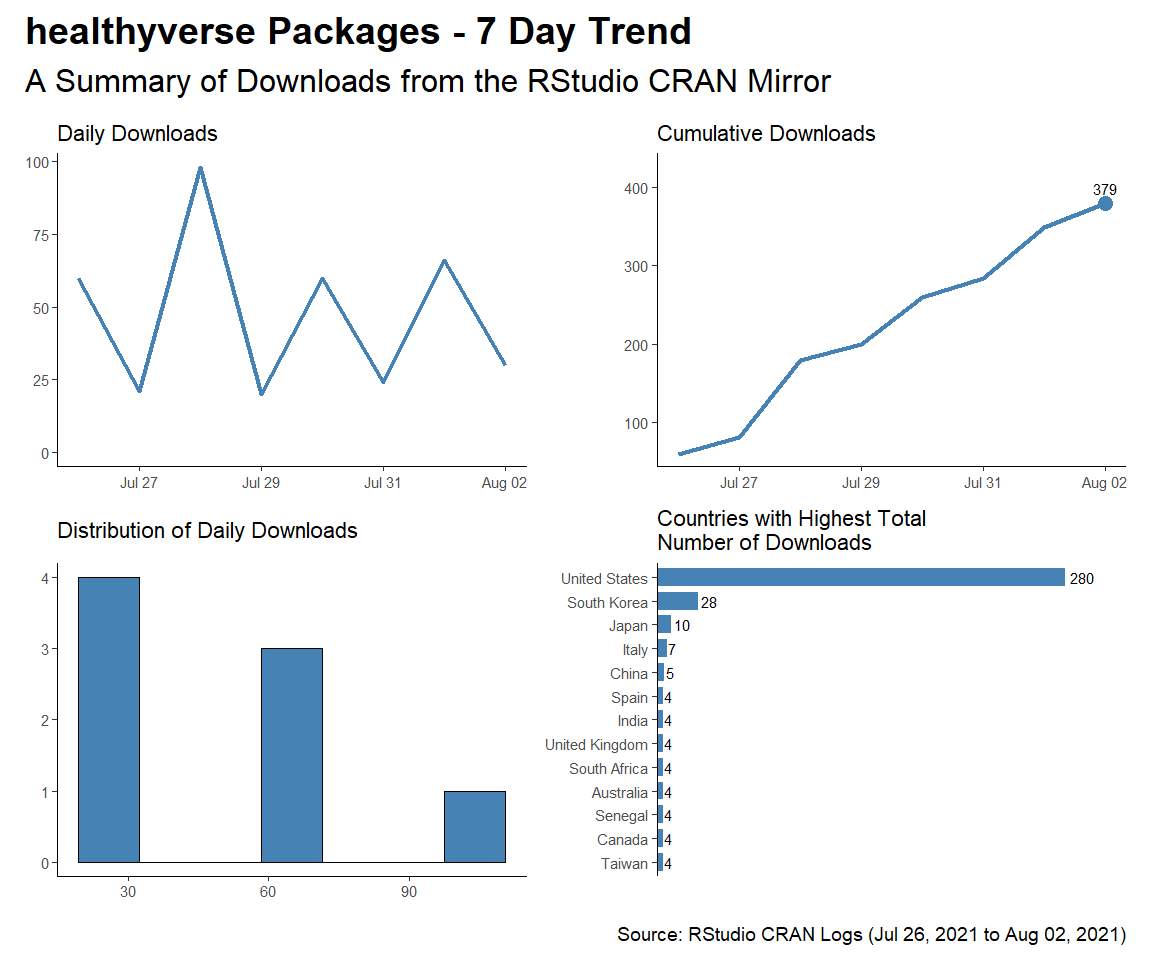 healthyverse Packages - 7 Day Trend
A Summary of Downloads from the RStudio CRAN Mirror
Daily Downloads
100
75
50
25
0
Jul 27 Jul 29 Jul 31 Aug 02
Cumulative Downloads
400
300
200
100
379
Jul 27 Jul 29 Jul 31 Aug 02
Distribution of Daily Downloads
4
3
2
1
0
30 60 90
Countries with Highest Total
Number of Downloads
United States 280
South Korea 28
Japan 10
Italy 7
China 5
Spain 4
India 4
United Kingdom 4
South Africa 4
Australia 4
Senegal 4
Canada 4
Taiwan 4
Source: RStudio CRAN Logs (Jul 26, 2021 to Aug 02, 2021)